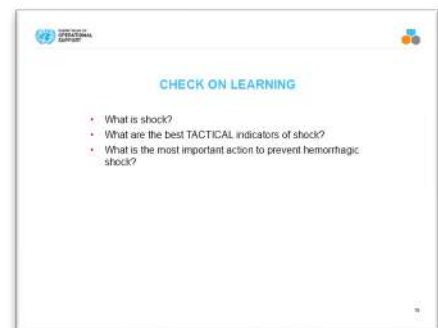 OPERATIONAL
SUPPORT
CHECK ON LEARNING
• What is shock?
• What are the best TACTICAL indicators of shock?
• What is the most important action to prevent hemorrhagic
shock?